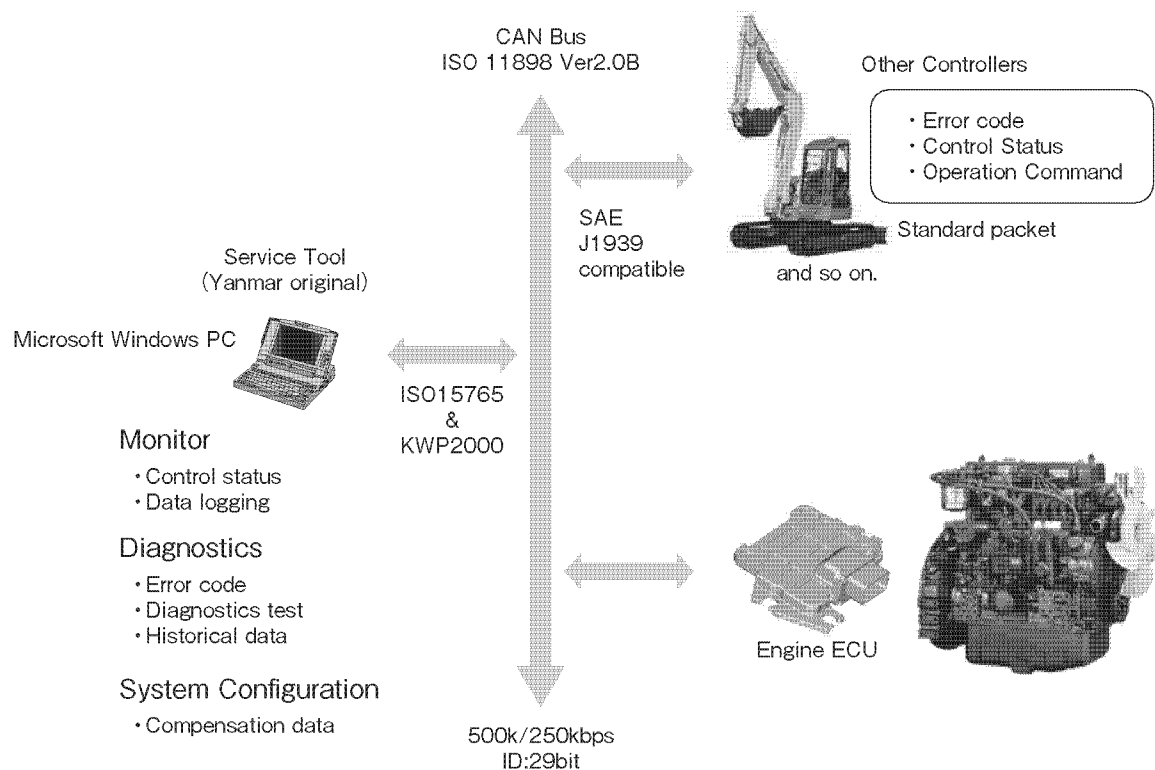 CAN Bus
ISO 11898 Ver2.0B
Other Controllers
・Error code
・Control Status
・Operation Command
Standard packet
and so on.
SAE
J1939
compatible
Service Tool
(Yanmar original)
Microsoft Windows PC
ISO15765
&
KWP2000
Monitor
・Control status
・Data logging
Diagnostics
・Error code
・Diagnostics test
・Historical data
System Configuration
・Compensation data
Engine ECU
500k/250kbps
ID:29bit